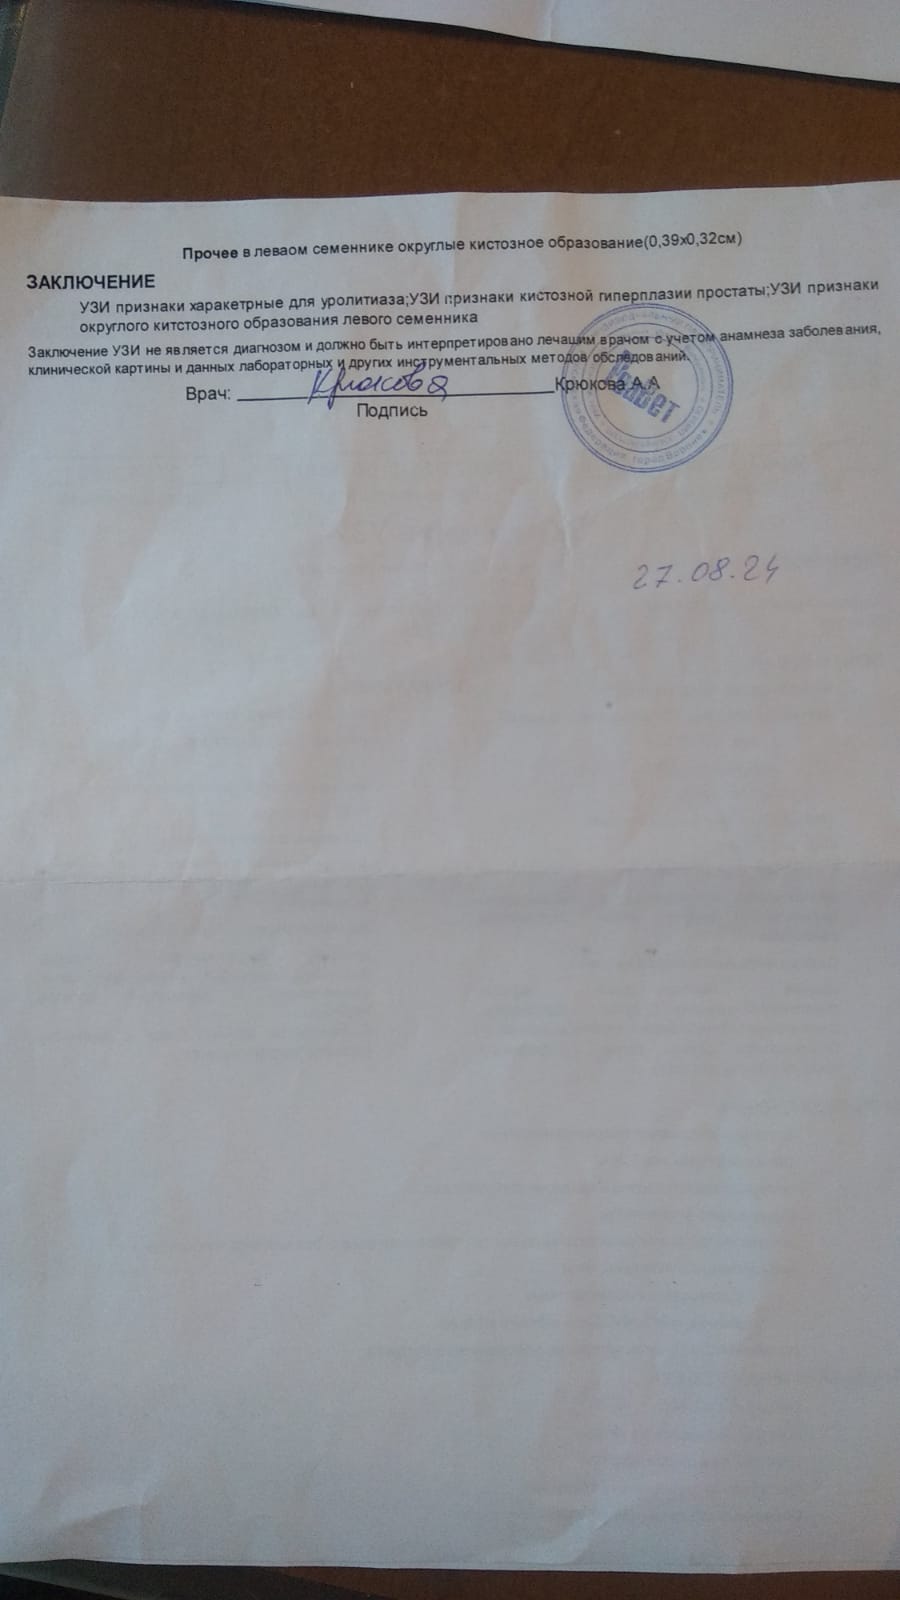 Прочее в леваом семеннике округлые кистозное образование(0,39х0,32см)
ЗАКЛЮЧЕНИЕ
УЗИ признаки харакетрные для уролитиаза;УЗИ признаки кистозной гиперплазии простаты;УЗИ признаки
округлого китстозного образования левого семенника
Заключение УЗИ не является диагнозом и должно быть интерпретировано лечащим врачом с учетом анамнеза заболевания,
клинической картины и данных лабораторных и других инструментальных методов обследований.
Врач: Крюкова Крюкова А.А
Подпись
27.08.24